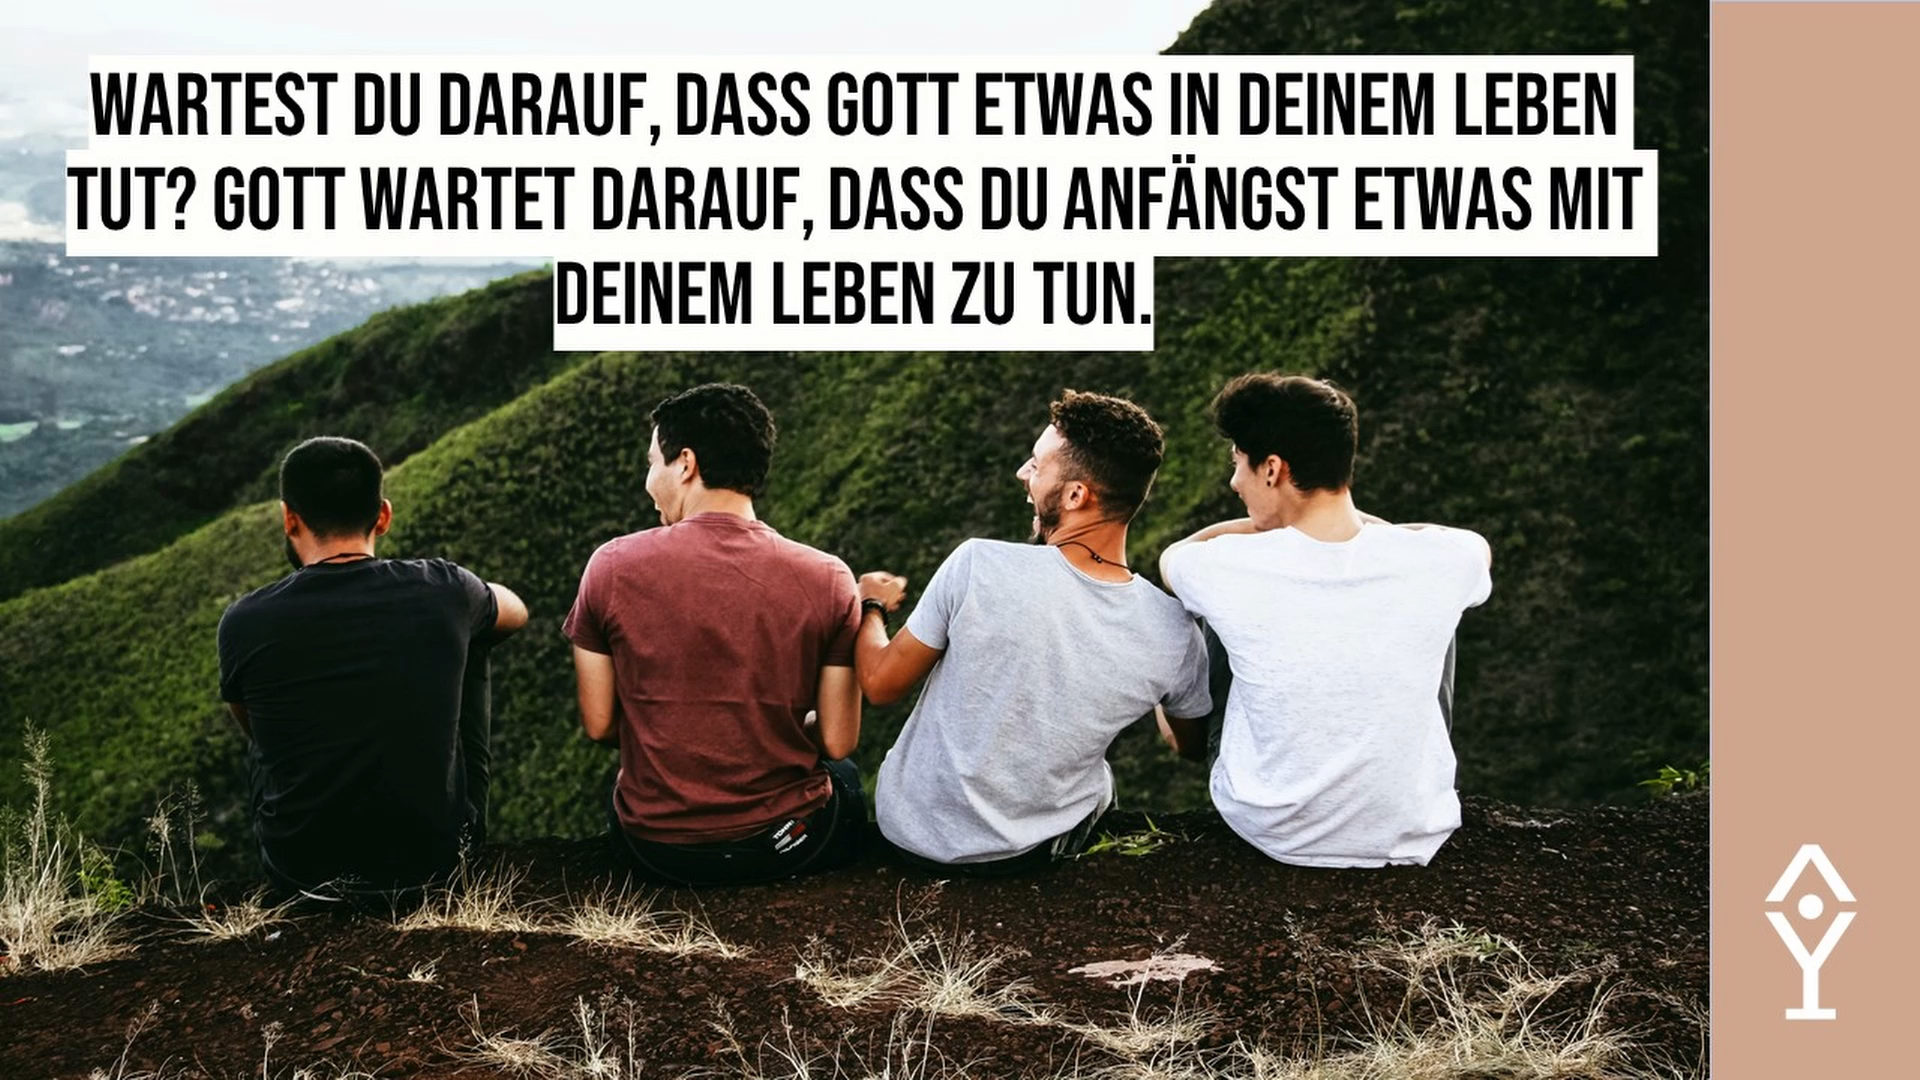 WARTEST DU DARAUF, DASS GOTT ETWAS IN DEINEM LEBEN
TUT? GOTT WARTET DARAUF, DASS DU ANFÄNGST ETWAS MIT
DEINEM LEBEN ZU TUN.